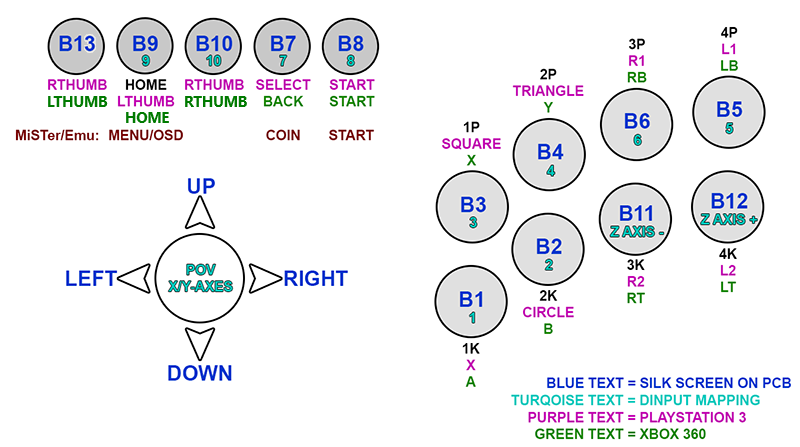 B13 B9 B10 B7 B8
9 10 7 8
RTHUMB HOME RTHUMB SELECT START
LTHUMB LTHUMB RTHUMB BACK START
HOME
MiSTer/Emu: MENU/OSD COIN START
UP
LEFT
POV
X/Y-AXES
RIGHT
DOWN
4P
L1
LB
B5
5
3P
R1
RB
B6
6
2P
TRIANGLE
Y
B4
4
1P
SQUARE
X
B3
3
B12
Z AXIS +
4K
L2
LT
B11
Z AXIS -
3K
R2
RT
B2
2
2K
CIRCLE
B
B1
1
1K
X
A
BLUE TEXT = SILK SCREEN ON PCB
TURQOISE TEXT = DINPUT MAPPING
PURPLE TEXT = PLAYSTATION 3
GREEN TEXT = XBOX 360